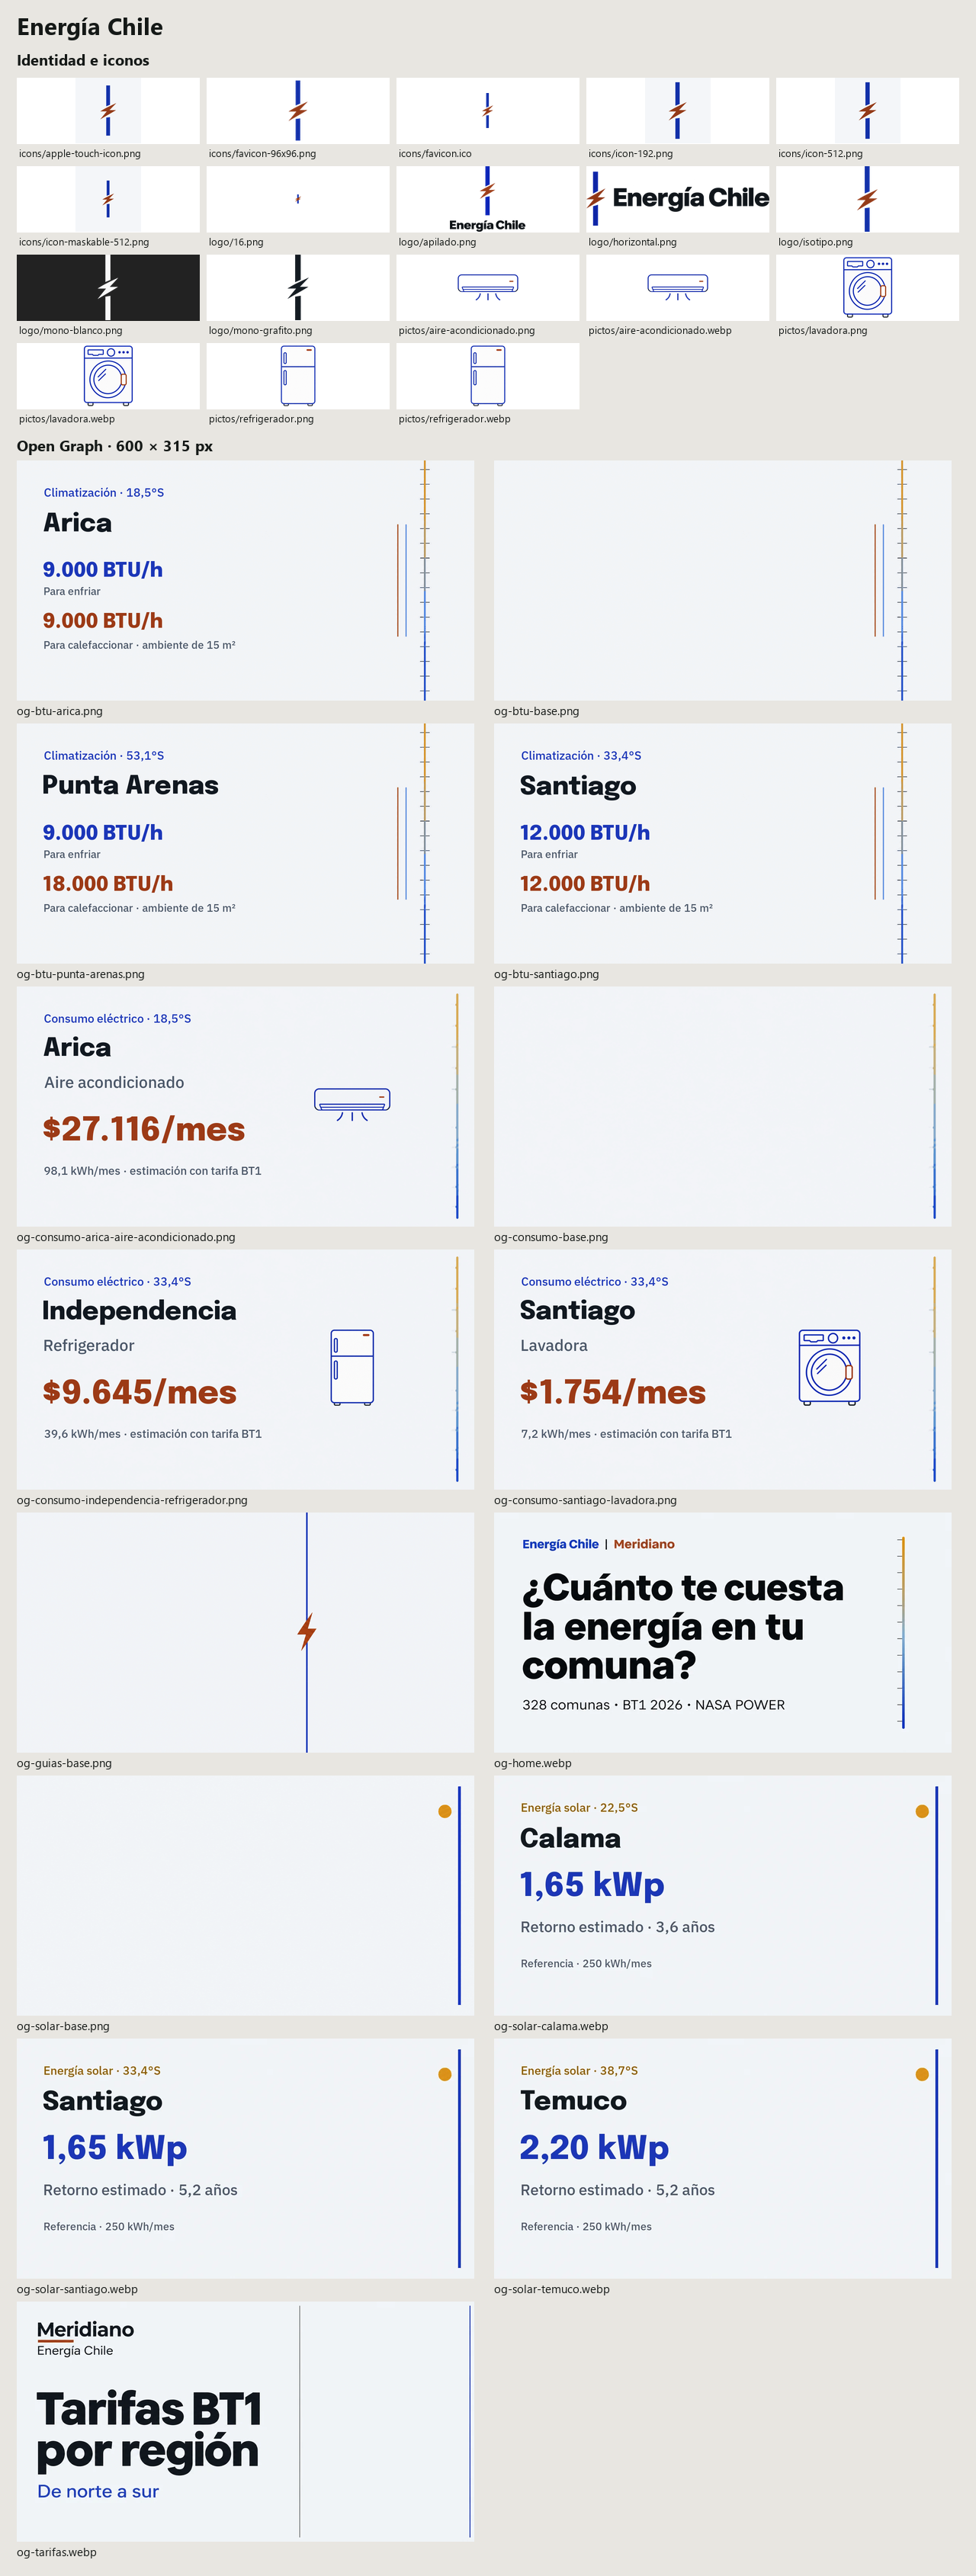 Energía Chile
Identidad e iconos
icons/apple-touch-icon.png
icons/favicon-96x96.png
icons/favicon.ico
icons/icon-192.png
icons/icon-512.png
Energía Chile
Energía Chile
icons/icon-maskable-512.png
logo/16.png
logo/apilado.png
logo/horizontal.png
logo/isotipo.png
logo/mono-blanco.png
logo/mono-grafito.png
pictos/aire-acondicionado.png
pictos/aire-acondicionado.webp
pictos/lavadora.png
pictos/lavadora.webp
pictos/refrigerador.png
pictos/refrigerador.webp
Open Graph · 600 × 315 px
Climatización · 18,5°S
Arica
9.000 BTU/h
Para enfriar
9.000 BTU/h
Para calefaccionar · ambiente de 15 m²
og-btu-arica.png
og-btu-base.png
Climatización · 53,1°S
Punta Arenas
9.000 BTU/h
Para enfriar
18.000 BTU/h
Para calefaccionar · ambiente de 15 m²
og-btu-punta-arenas.png
Climatización · 33,4°S
Santiago
12.000 BTU/h
Para enfriar
12.000 BTU/h
Para calefaccionar · ambiente de 15 m²
og-btu-santiago.png
Consumo eléctrico · 18,5°S
Arica
Aire acondicionado
$27.116/mes
98,1 kWh/mes · estimación con tarifa BT1
og-consumo-arica-aire-acondicionado.png
og-consumo-base.png
Consumo eléctrico · 33,4°S
Independencia
Refrigerador
$9.645/mes
39,6 kWh/mes · estimación con tarifa BT1
og-consumo-independencia-refrigerador.png
Consumo eléctrico · 33,4°S
Santiago
Lavadora
$1.754/mes
7,2 kWh/mes · estimación con tarifa BT1
og-consumo-santiago-lavadora.png
og-guias-base.png
Energía Chile | Meridiano
¿Cuánto te cuesta
la energía en tu
comuna?
328 comunas • BT1 2026 • NASA POWER
og-home.webp
og-solar-base.png
Energía solar · 22,5°S
Calama
1,65 kWp
Retorno estimado · 3,6 años
Referencia · 250 kWh/mes
og-solar-calama.webp
Energía solar · 33,4°S
Santiago
1,65 kWp
Retorno estimado · 5,2 años
Referencia · 250 kWh/mes
og-solar-santiago.webp
Energía solar · 38,7°S
Temuco
2,20 kWp
Retorno estimado · 5,2 años
Referencia · 250 kWh/mes
og-solar-temuco.webp
Meridiano
Energía Chile
Tarifas BT1
por región
De norte a sur
og-tarifas.webp